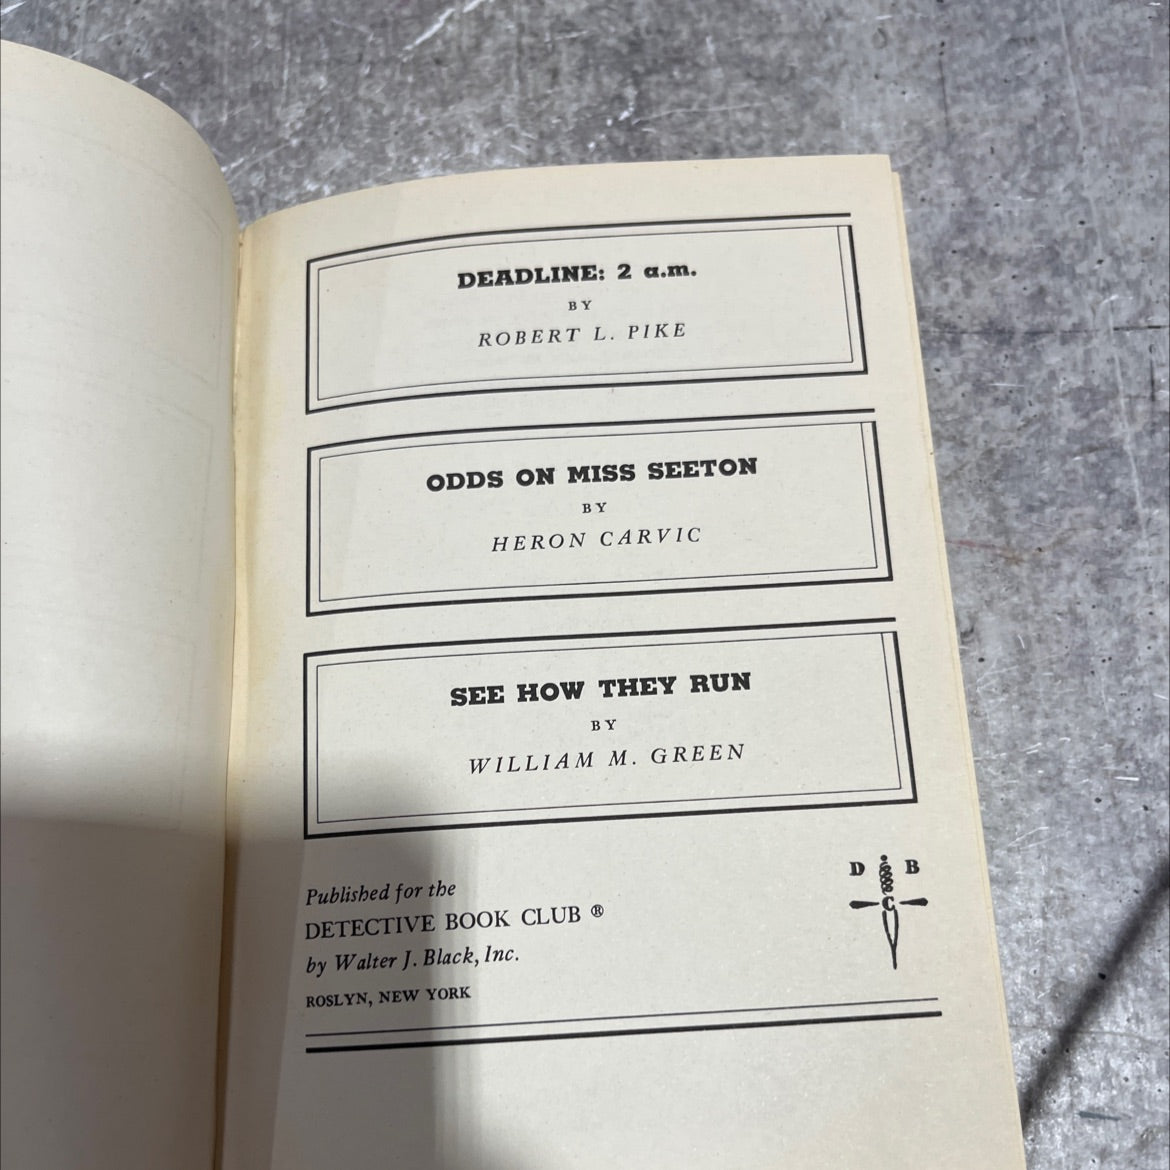 DEADLINE: 2 a.m.
BY
ROBERT L. PIKE
ODDS ON MISS SEETON
BY
HERON CARVIC
SEE HOW THEY RUN
BY
WILLIAM M. GREEN
Published for the
DETECTIVE BOOK CLUB ®
by Walter J. Black, Inc.
ROSLYN, NEW YORK
D B
C